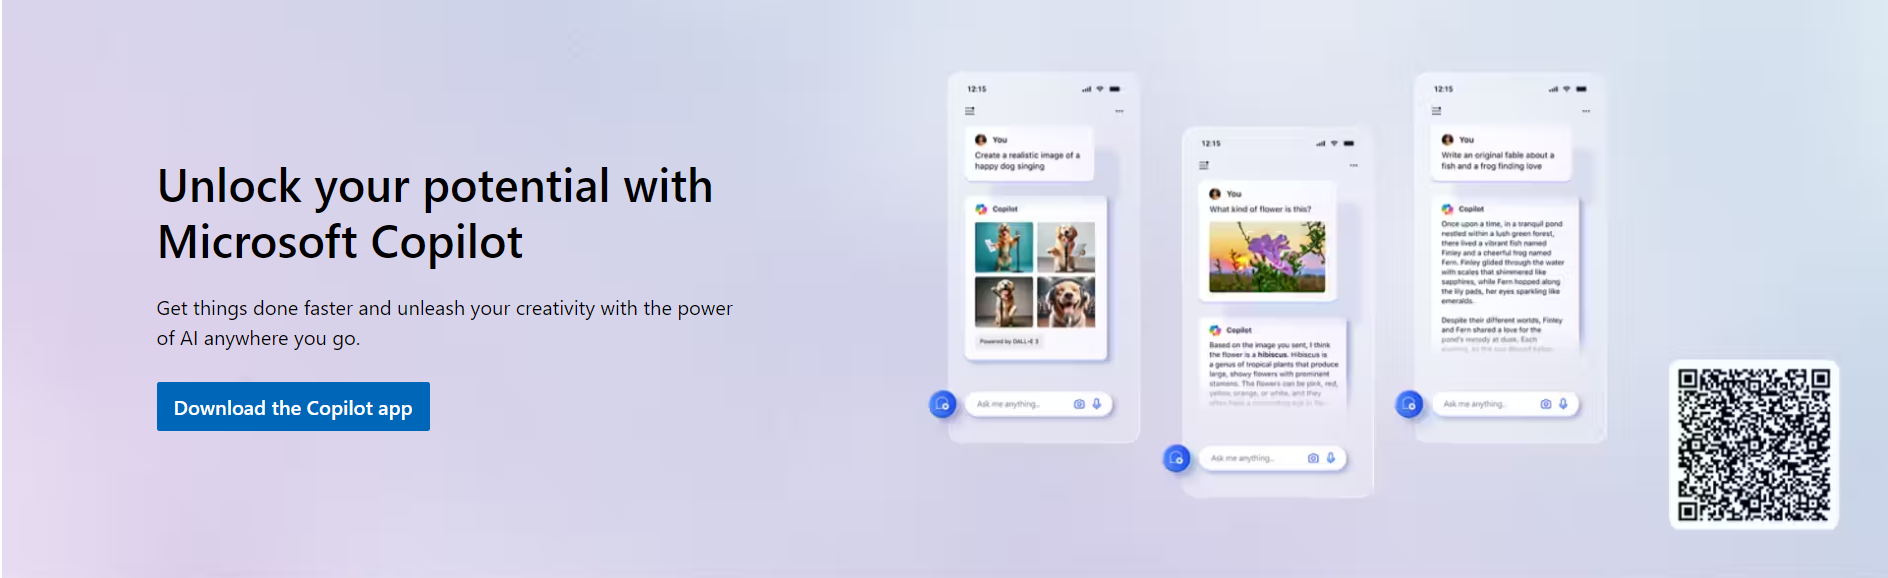 Unlock your potential with
Microsoft Copilot
Get things done faster and unleash your creativity with the power
of AI anywhere you go.
Download the Copilot app
12:15
You
Create a realistic image of a
happy dog singing
Copilot
Powered by DALL•E 3
Ask me anything...
12:15
You
What kind of flower is this?
Copilot
Based on the image you sent, I think
the flower is a hibiscus. Hibiscus is
a genus of tropical plants that produce
large, showy flowers with prominent
stamens. The flowers can be pink, red,
yellow, orange, or white, and they
often have a contrasting eye in
Ask me anything...
12:15
You
Write an original fable about a
fish and a frog finding love
Copilot
Once upon a time, in a tranquil pond
nestled within a lush green forest,
there lived a vibrant fish named
Finley and a cheerful frog named
Fern. Finley glided through the water
with scales that shimmered like
sapphires, while Fern hopped along
the lily pads, her eyes sparkling like
emeralds.
Despite their different worlds, Finley
and Fern shared a love for the
pond's melody at dusk. Each
Ask me anything...